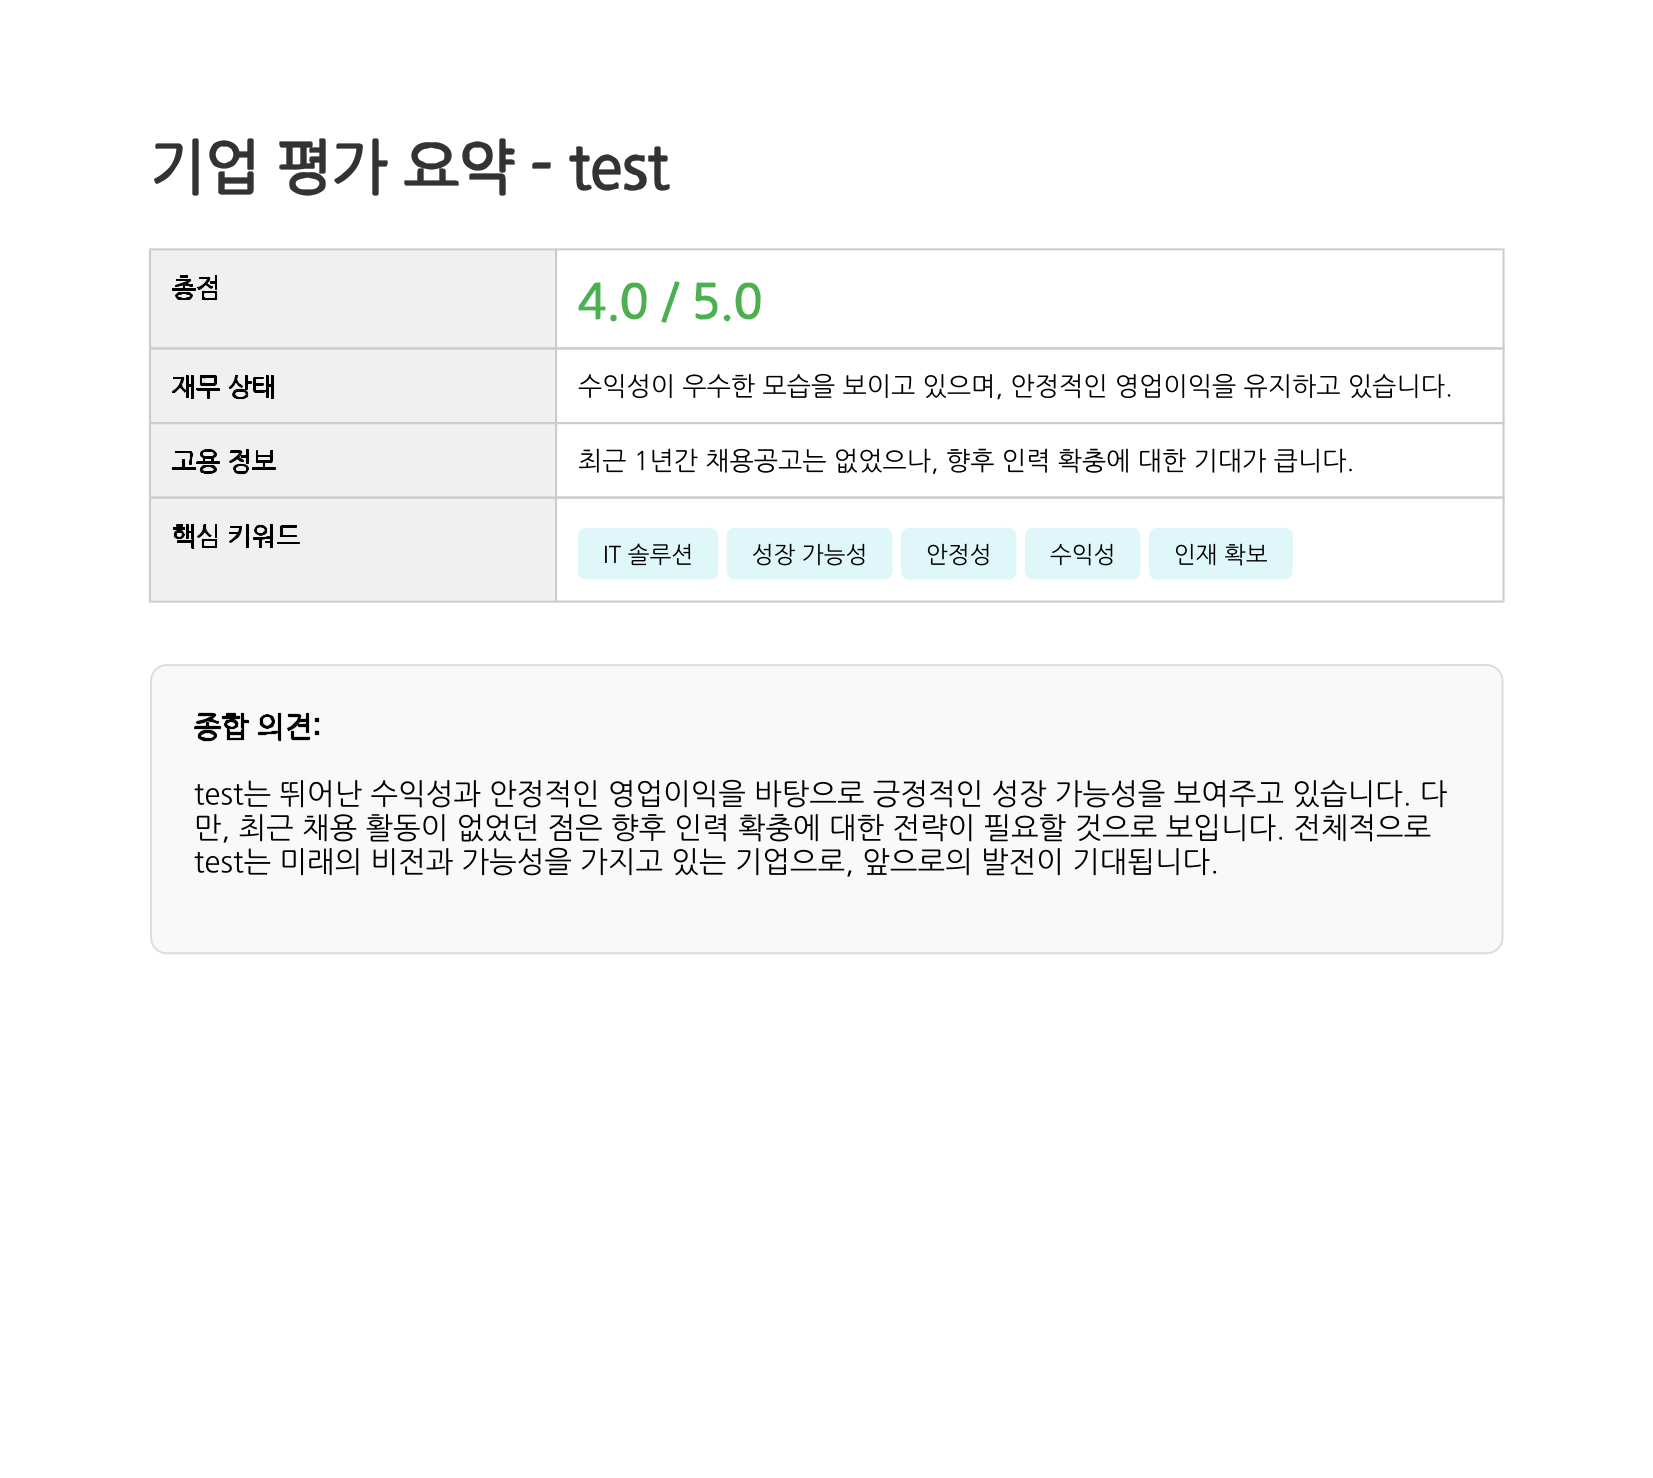 기업 평가 요약 - test
총점
4.0 / 5.0
재무 상태
수익성이 우수한 모습을 보이고 있으며, 안정적인 영업이익을 유지하고 있습니다.
고용 정보
최근 1년간 채용공고는 없었으나, 향후 인력 확충에 대한 기대가 큽니다.
핵심 키워드
IT 솔루션 성장 가능성 안정성 수익성 인재 확보
종합 의견:
test는 뛰어난 수익성과 안정적인 영업이익을 바탕으로 긍정적인 성장 가능성을 보여주고 있습니다. 다
만, 최근 채용 활동이 없었던 점은 향후 인력 확충에 대한 전략이 필요할 것으로 보입니다. 전체적으로
test는 미래의 비전과 가능성을 가지고 있는 기업으로, 앞으로의 발전이 기대됩니다.